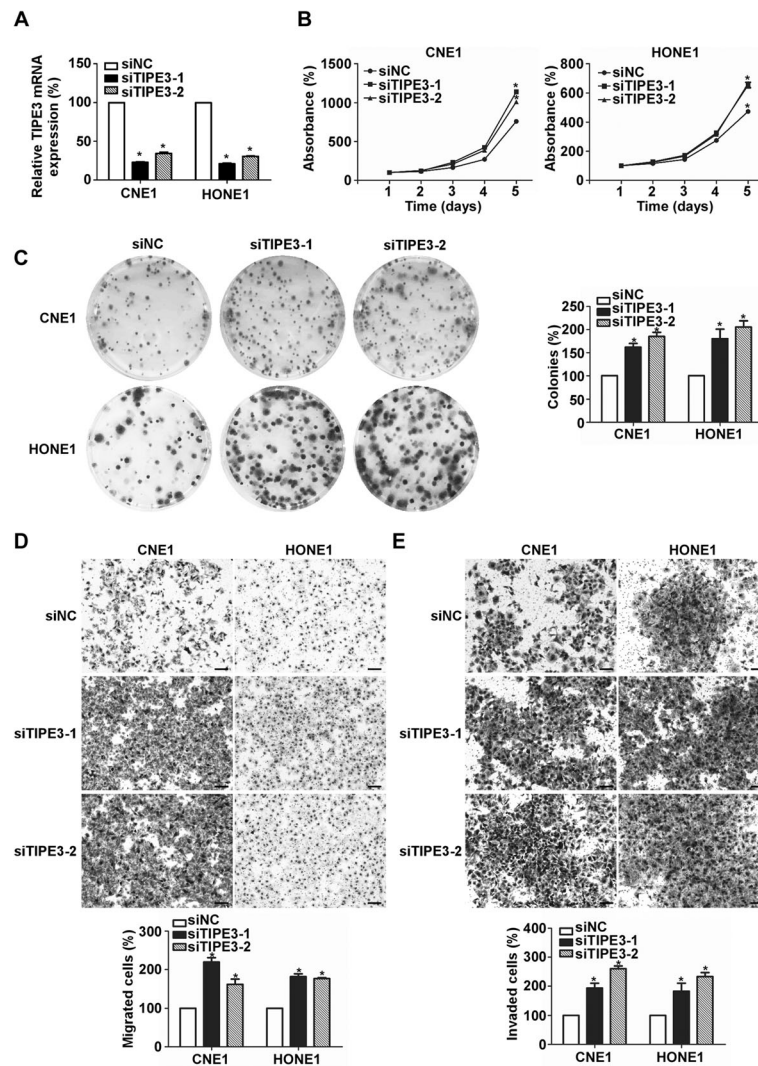 A
Relative TIPE3 mRNA
expression (%)
siNC
siTIPE3-1
siTIPE3-2
150
100
50
0
* * * *
CNE1 HONE1
B
CNE1
Absorbance (%)
siNC
siTIPE3-1
siTIPE3-2
1500
1000
500
0
*
*
1 2 3 4 5
Time (days)
HONE1
Absorbance (%)
siNC
siTIPE3-1
siTIPE3-2
800
600
400
200
0
*
*
1 2 3 4 5
Time (days)
C
siNC siTIPE3-1 siTIPE3-2
CNE1
HONE1
Colonies (%)
siNC
siTIPE3-1
siTIPE3-2
250
200
150
100
50
0
* * * *
CNE1 HONE1
D
CNE1 HONE1
siNC
siTIPE3-1
siTIPE3-2
Migrated cells (%)
siNC
siTIPE3-1
siTIPE3-2
300
200
100
0
* * * *
CNE1 HONE1
E
CNE1 HONE1
siNC
siTIPE3-1
siTIPE3-2
Invaded cells (%)
siNC
siTIPE3-1
siTIPE3-2
400
300
200
100
0
* * * *
CNE1 HONE1